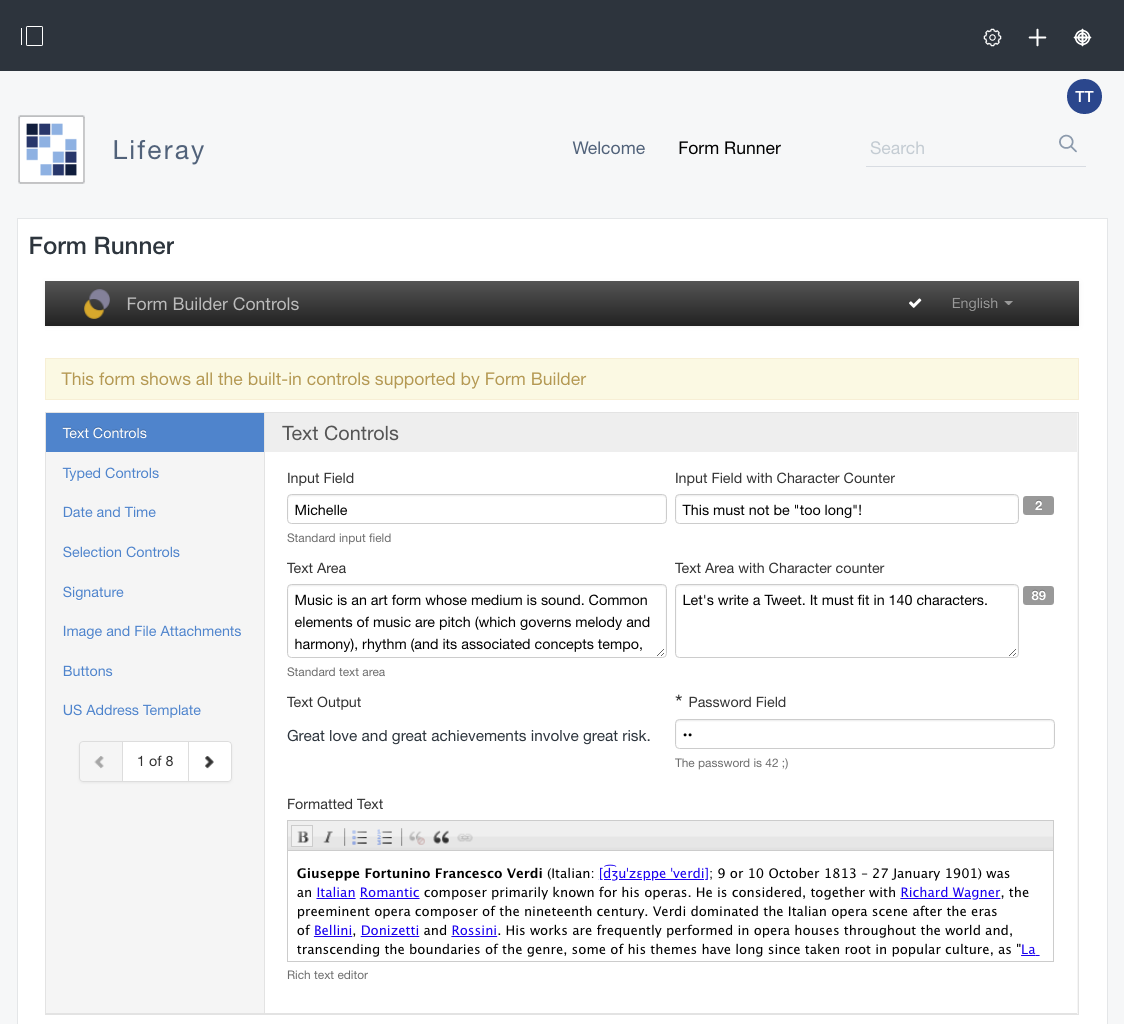 TT
Liferay
Welcome
Form Runner
Search
Form Runner
Form Builder Controls
English
This form shows all the built-in controls supported by Form Builder
Text Controls
Typed Controls
Date and Time
Selection Controls
Signature
Image and File Attachments
Buttons
US Address Template
1 of 8
Text Controls
Input Field
Michelle
Standard input field
Input Field with Character Counter
This must not be "too long"!
2
Text Area
Music is an art form whose medium is sound. Common
elements of music are pitch (which governs melody and
harmony), rhythm (and its associated concepts tempo,
Standard text area
Text Area with Character counter
Let's write a Tweet. It must fit in 140 characters.
89
Text Output
Great love and great achievements involve great risk.
* Password Field
••
The password is 42 ;)
Formatted Text
B I
Giuseppe Fortunino Francesco Verdi (Italian: [d͡ʒuˈzɛppe ˈverdi]; 9 or 10 October 1813 – 27 January 1901) was
an Italian Romantic composer primarily known for his operas. He is considered, together with Richard Wagner, the
preeminent opera composer of the nineteenth century. Verdi dominated the Italian opera scene after the eras
of Bellini, Donizetti and Rossini. His works are frequently performed in opera houses throughout the world and,
transcending the boundaries of the genre, some of his themes have long since taken root in popular culture, as "La
Rich text editor